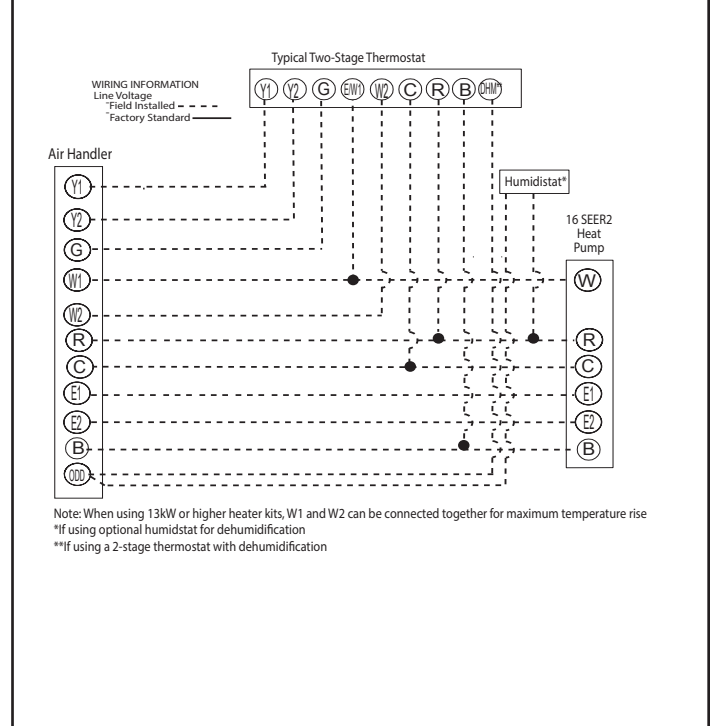 Typical Two-Stage Thermostat
WIRING INFORMATION
Line Voltage
"Field Installed
"Factory Standard
Y1 Y2 G E/W1 W2 C R B DHM**
Air Handler
Y1
Y2
G
W1
W2
R
C
E1
E2
B
ODD
Humidistat*
16 SEER2
Heat
Pump
W
R
C
E1
E2
B
Note: When using 13kW or higher heater kits, W1 and W2 can be connected together for maximum temperature rise
*If using optional humidstat for dehumidification
**If using a 2-stage thermostat with dehumidification